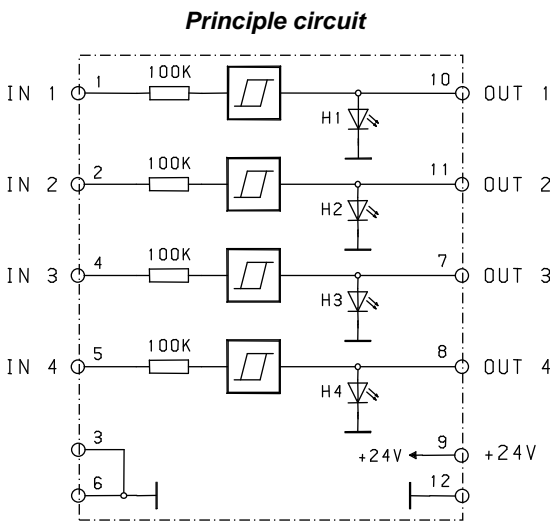 Principle circuit
IN 1 1 100K 10 OUT 1
H1
IN 2 2 100K 11 OUT 2
H2
IN 3 4 100K 7 OUT 3
H3
IN 4 5 100K 8 OUT 4
H4
3 9
+24V +24V
6 12